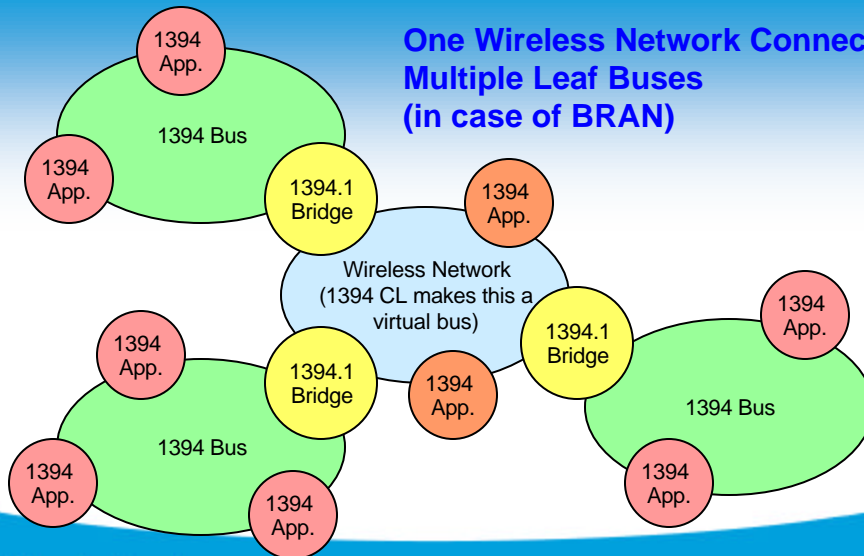 One Wireless Network Connec
Multiple Leaf Buses
(in case of BRAN)
1394
App.
1394 Bus
1394
App.
1394.1
Bridge
1394
App.
Wireless Network
(1394 CL makes this a
virtual bus)
1394.1
Bridge
1394
App.
1394
App.
1394.1
Bridge
1394
App.
1394 Bus
1394 Bus
1394
App.
1394
App.
1394
App.